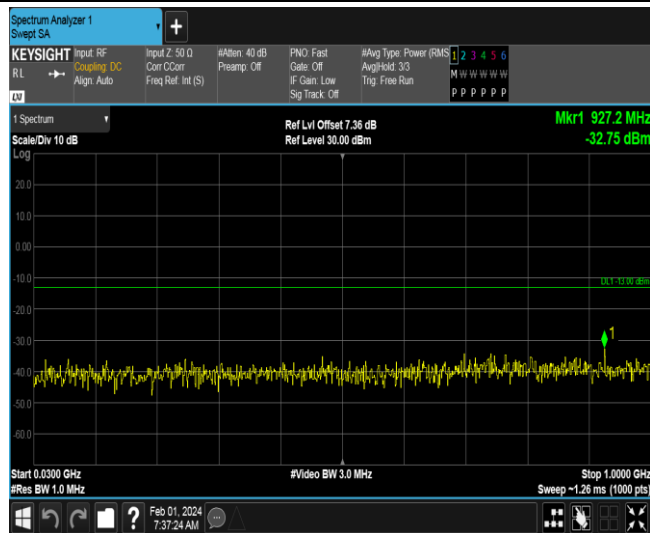 Spectrum Analyzer 1
Swept SA
+
KEYSIGHT
RL
Input: RF
Coupling: DC
Align: Auto
Input Z: 50 Ω
Corr CCorr
Freq Ref: Int (S)
#Atten: 40 dB
Preamp: Off
PNO: Fast
Gate: Off
IF Gain: Low
Sig Track: Off
#Avg Type: Power (RMS
Avg|Hold: 3/3
Trig: Free Run
1 2 3 4 5 6
M W W W W W
P P P P P P
1 Spectrum
Scale/Div 10 dB
Log
Ref Lvl Offset 7.36 dB
Ref Level 30.00 dBm
Mkr1 927.2 MHz
-32.75 dBm
20.0
10.0
0.00
-10.0
DL1 -13.00 dBm
-20.0
-30.0
1
-40.0
-50.0
-60.0
Start 0.0300 GHz
#Res BW 1.0 MHz
#Video BW 3.0 MHz
Stop 1.0000 GHz
Sweep ~1.26 ms (1000 pts)
?
Feb 01, 2024
7:37:24 AM